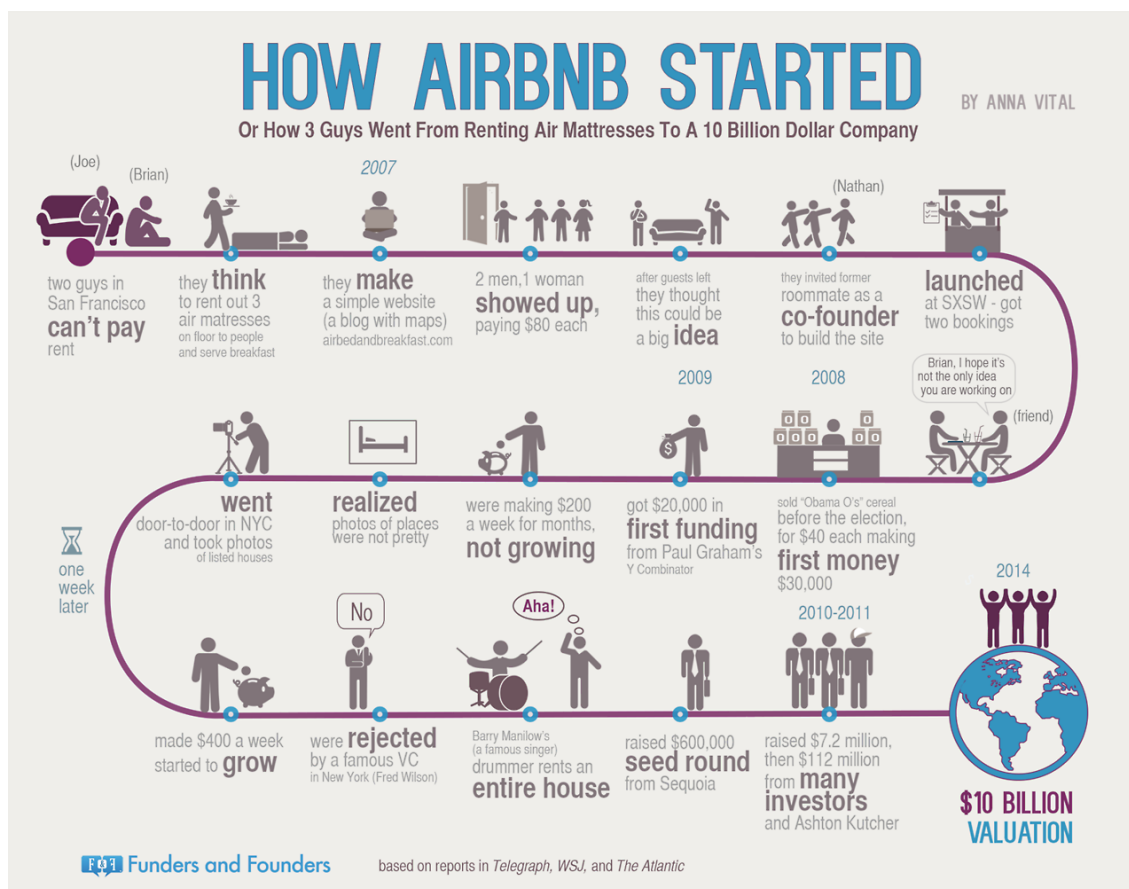 HOW AIRBNB STARTED
BY ANNA VITAL
Or How 3 Guys Went From Renting Air Mattresses To A 10 Billion Dollar Company
(Joe)
(Brian)
two guys in
San Francisco
can't pay
rent
they think
to rent out 3
air matresses
on floor to people
and serve breakfast
2007
they make
a simple website
(a blog with maps)
airbedandbreakfast.com
2 men,1 woman
showed up,
paying $80 each
after guests left
they thought
this could be
a big idea
(Nathan)
they invited former
roommate as a
co-founder
to build the site
launched
at SXSW - got
two bookings
Brian, I hope it's
not the only idea
you are working on
(friend)
2008
sold "Obama O's" cereal
before the election,
for $40 each making
first money
$30,000
2009
$
got $20,000 in
first funding
from Paul Graham's
Y Combinator
were making $200
a week for months,
not growing
realized
photos of places
were not pretty
went
door-to-door in NYC
and took photos
of listed houses
one
week
later
made $400 a week
started to grow
No
were rejected
by a famous VC
in New York (Fred Wilson)
Aha!
Barry Manilow's
(a famous singer)
drummer rents an
entire house
raised $600,000
seed round
from Sequoia
2010-2011
raised $7.2 million,
then $112 million
from many
investors
and Ashton Kutcher
2014
$10 BILLION
VALUATION
Funders and Founders
based on reports in Telegraph, WSJ, and The Atlantic